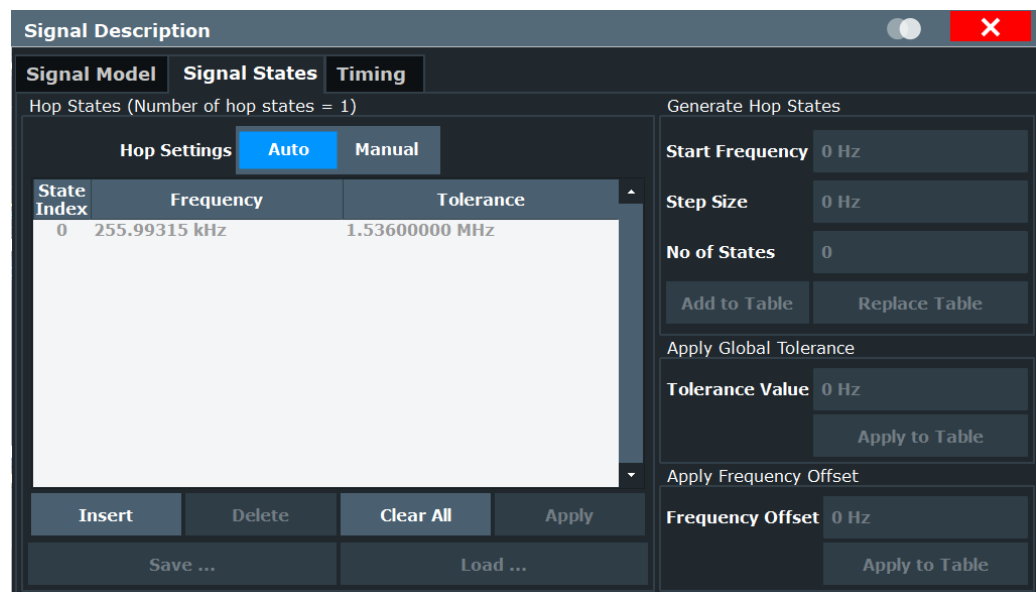 Signal Description
Signal Model Signal States Timing
Hop States (Number of hop states = 1)
Hop Settings Auto Manual
State Index Frequency Tolerance
0 255.99315 kHz 1.53600000 MHz
Insert Delete Clear All Apply
Save ... Load ...
Generate Hop States
Start Frequency 0 Hz
Step Size 0 Hz
No of States 0
Add to Table Replace Table
Apply Global Tolerance
Tolerance Value 0 Hz
Apply to Table
Apply Frequency Offset
Frequency Offset 0 Hz
Apply to Table